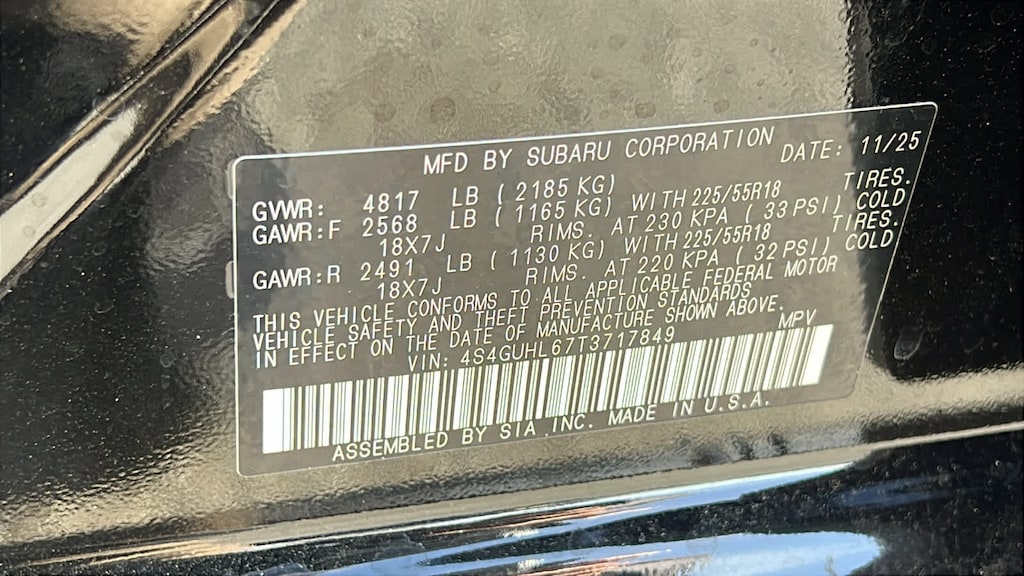 MFD BY SUBARU CORPORATION DATE: 11/25
GVWR: 4817 LB ( 2185 KG)
GAWR:F 2568 LB ( 1165 KG) WITH 225/55R18 TIRES.
18X7J RIMS. AT 230 KPA ( 33 PSI) COLD
GAWR:R 2491 LB ( 1130 KG) WITH 225/55R18 TIRES.
18X7J RIMS. AT 220 KPA ( 32 PSI) COLD
THIS VEHICLE CONFORMS TO ALL APPLICABLE FEDERAL MOTOR
VEHICLE SAFETY AND THEFT PREVENTION STANDARDS
IN EFFECT ON THE DATE OF MANUFACTURE SHOWN ABOVE.
VIN: 4S4GUHL67T3717849 MPV
ASSEMBLED BY SIA INC. MADE IN U.S.A.